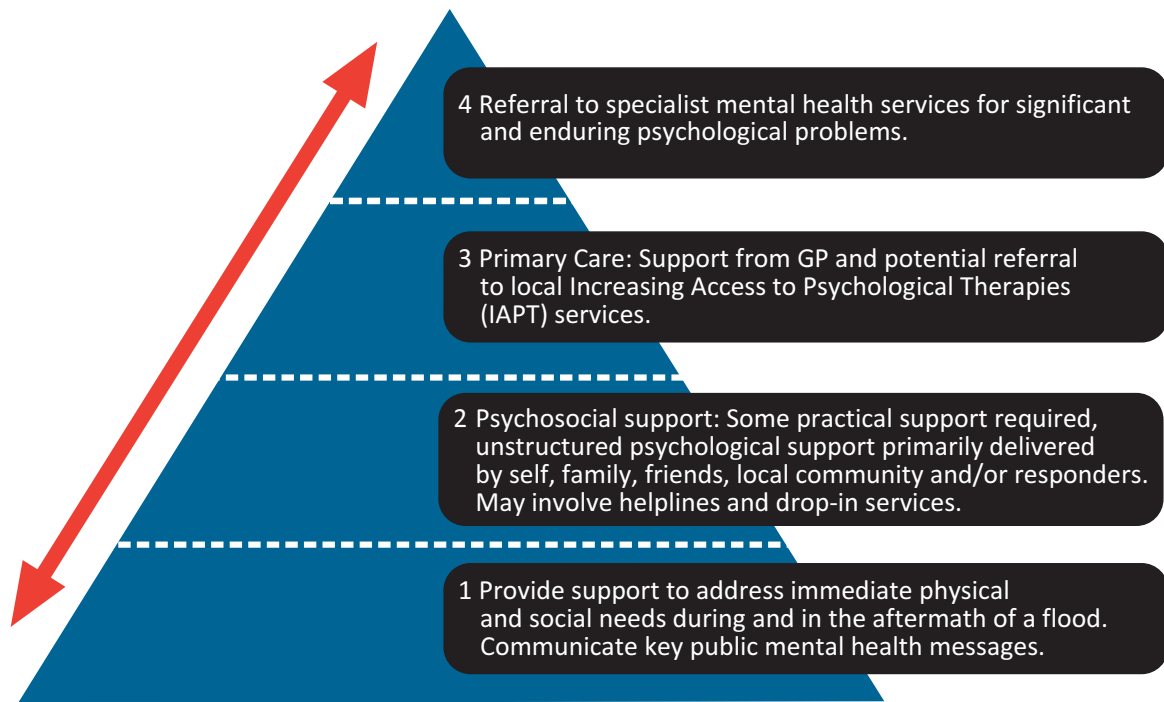 4 Referral to specialist mental health services for significant
and enduring psychological problems.
3 Primary Care: Support from GP and potential referral
to local Increasing Access to Psychological Therapies
(IAPT) services.
2 Psychosocial support: Some practical support required,
unstructured psychological support primarily delivered
by self, family, friends, local community and/or responders.
May involve helplines and drop-in services.
1 Provide support to address immediate physical
and social needs during and in the aftermath of a flood.
Communicate key public mental health messages.